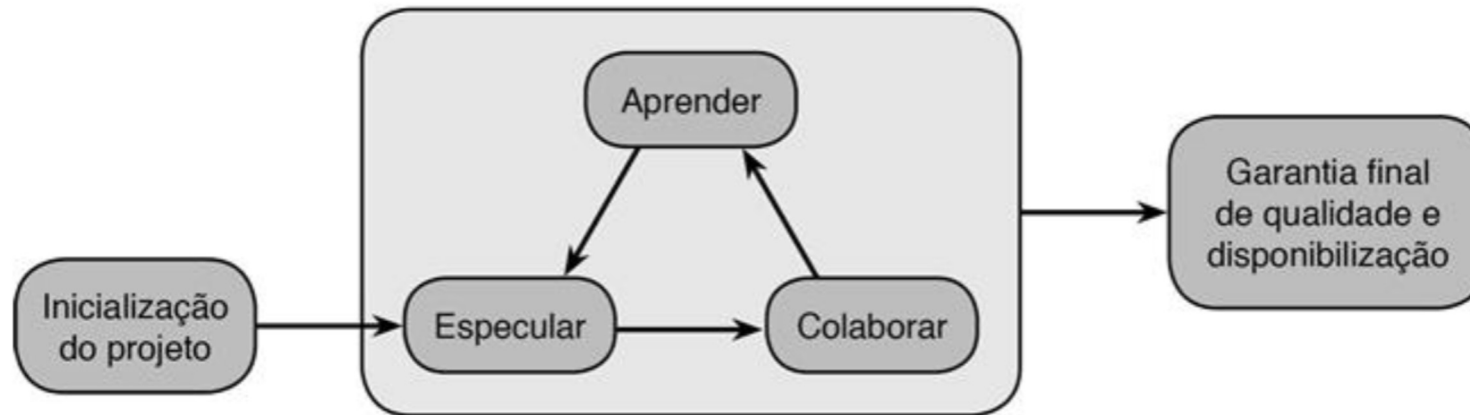 Aprender
Garantia final
de qualidade e
disponibilização
Inicialização
do projeto
Especular
Colaborar